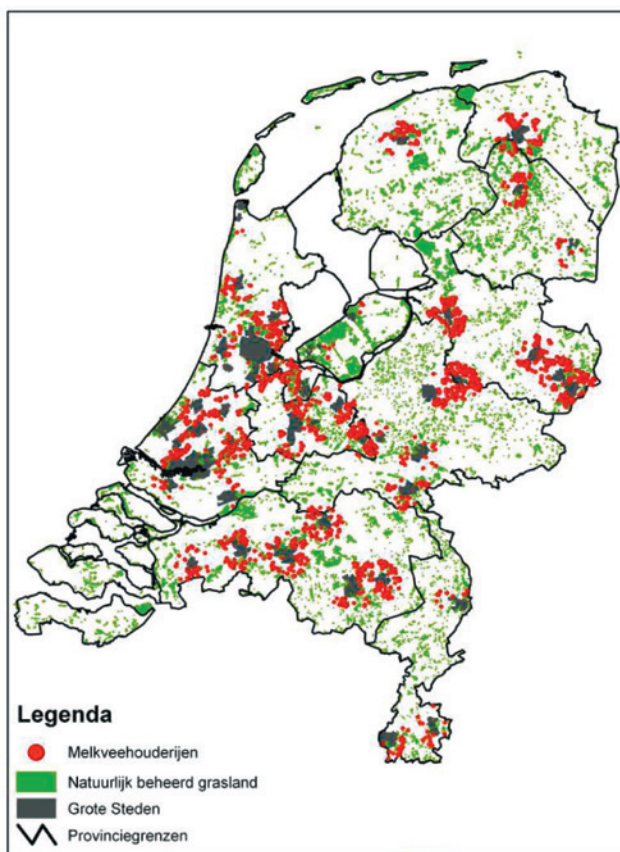 Legenda
Melkveehouderijen
Natuurlijk beheerd grasland
Grote Steden
Provinciegrenzen